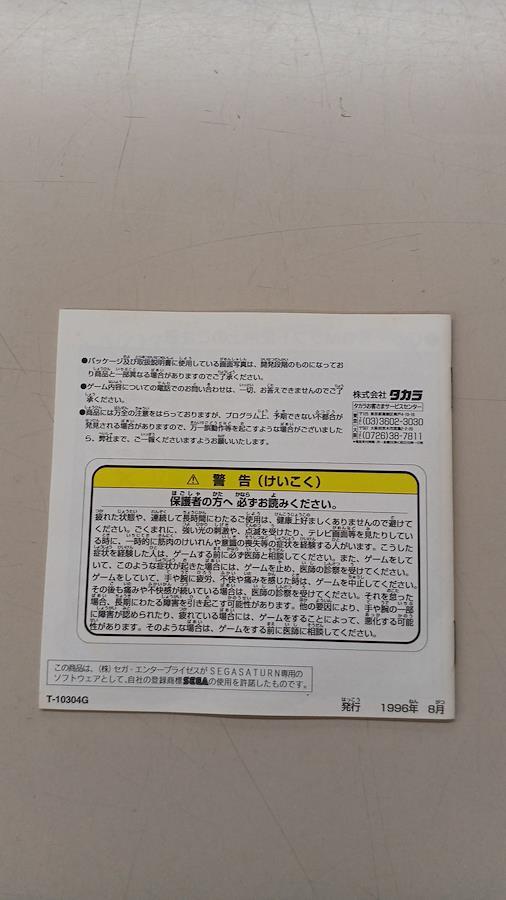 ●パッケージ及び取扱説明書に使用している画面写真は、開発段階のものになってお
り商品と一部異なる場合がありますのでご了承ください。
●ゲーム内容についての電話でのお問い合わせは、一切、お答えできませんのでご了
承ください。
●商品には万全の注意をはらっておりますが、プログラム上、予期できない不都合が
発見される場合がありますので、万一誤動作等を起こすような場合がございました
ら、弊社まで、ご一報くださいますようお願いいたします。
株式会社 タカラ
タカラお客さまサービスセンター
(03)3602-3030
(0726)38-7811
⚠ 警告(けいこく)
保護者の方へ 必ずお読みください。
疲れた状態や、連続して長時間にわたるご使用は、健康上好ましくありませんので避けて
ください。ごくまれに、強い光の刺激や、点滅を受けたり、テレビ画面等を見たりしてい
る時に、一時的に筋肉のけいれんや意識の喪失等の症状を経験する人がいます。こうした
症状を経験した人は、ゲームする前に必ず医師と相談してください。また、ゲームをして
いて、このような症状が起きた場合には、ゲームを止め、医師の診察を受けてください。
ゲームをしていて、手や腕に疲労、不快や痛みを感じた時は、ゲームを中止してください。
その後も痛みや不快感が続いている場合は、医師の診察を受けてください。それを怠った
場合、長期にわたる障害を引き起こす可能性があります。他の要因により、手や腕の一部
に障害が認められたり、疲れている場合には、ゲームをすることによって、悪化する可能
性があります。そのような場合は、ゲームをする前に医師に相談してください。
この商品は、(株)セガ・エンタープライゼスがSEGASATURN専用の
ソフトウェアとして、自社の登録商標SEGAの使用を許諾したものです。
T-10304G
発行 1996年 8月